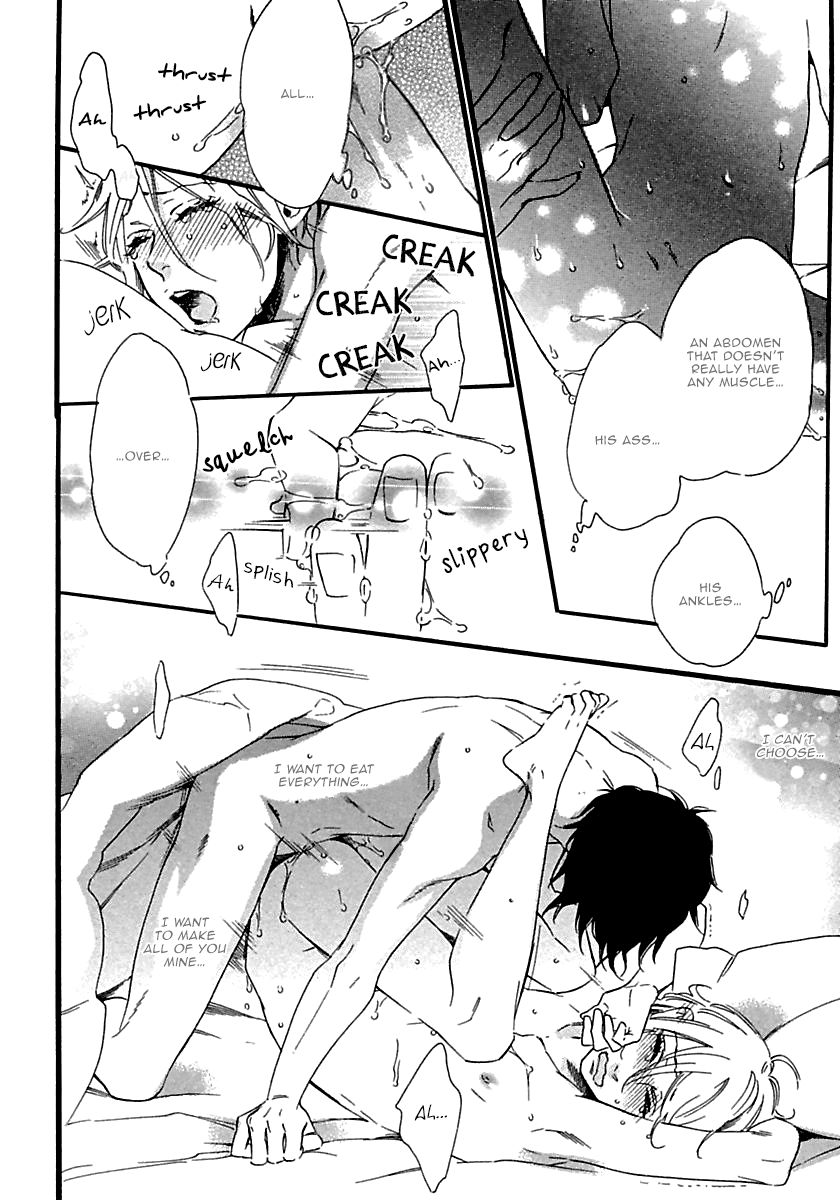 AN ABDOMEN
THAT DOESN'T
REALLY HAVE
ANY MUSCLE...
HIS ASS...
HIS
ANKLES...
ALL...
thrust
thrust
Ah
CREAK
CREAK
CREAK
jerk
jerk
Ah...
...OVER...
squelch
slippery
splish
Ah
I CAN'T
CHOOSE...
Ah
I WANT TO EAT
EVERYTHING...
I WANT
TO MAKE
ALL OF YOU
MINE...
Ah...